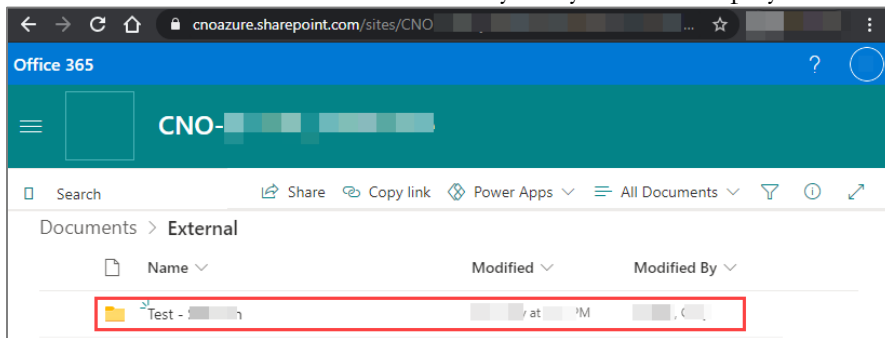 cnoazure.sharepoint.com/sites/CNO ...
Office 365 ?
CNO-
Search Share Copy link Power Apps All Documents
Documents > External
Name Modified Modified By
Test - at PM